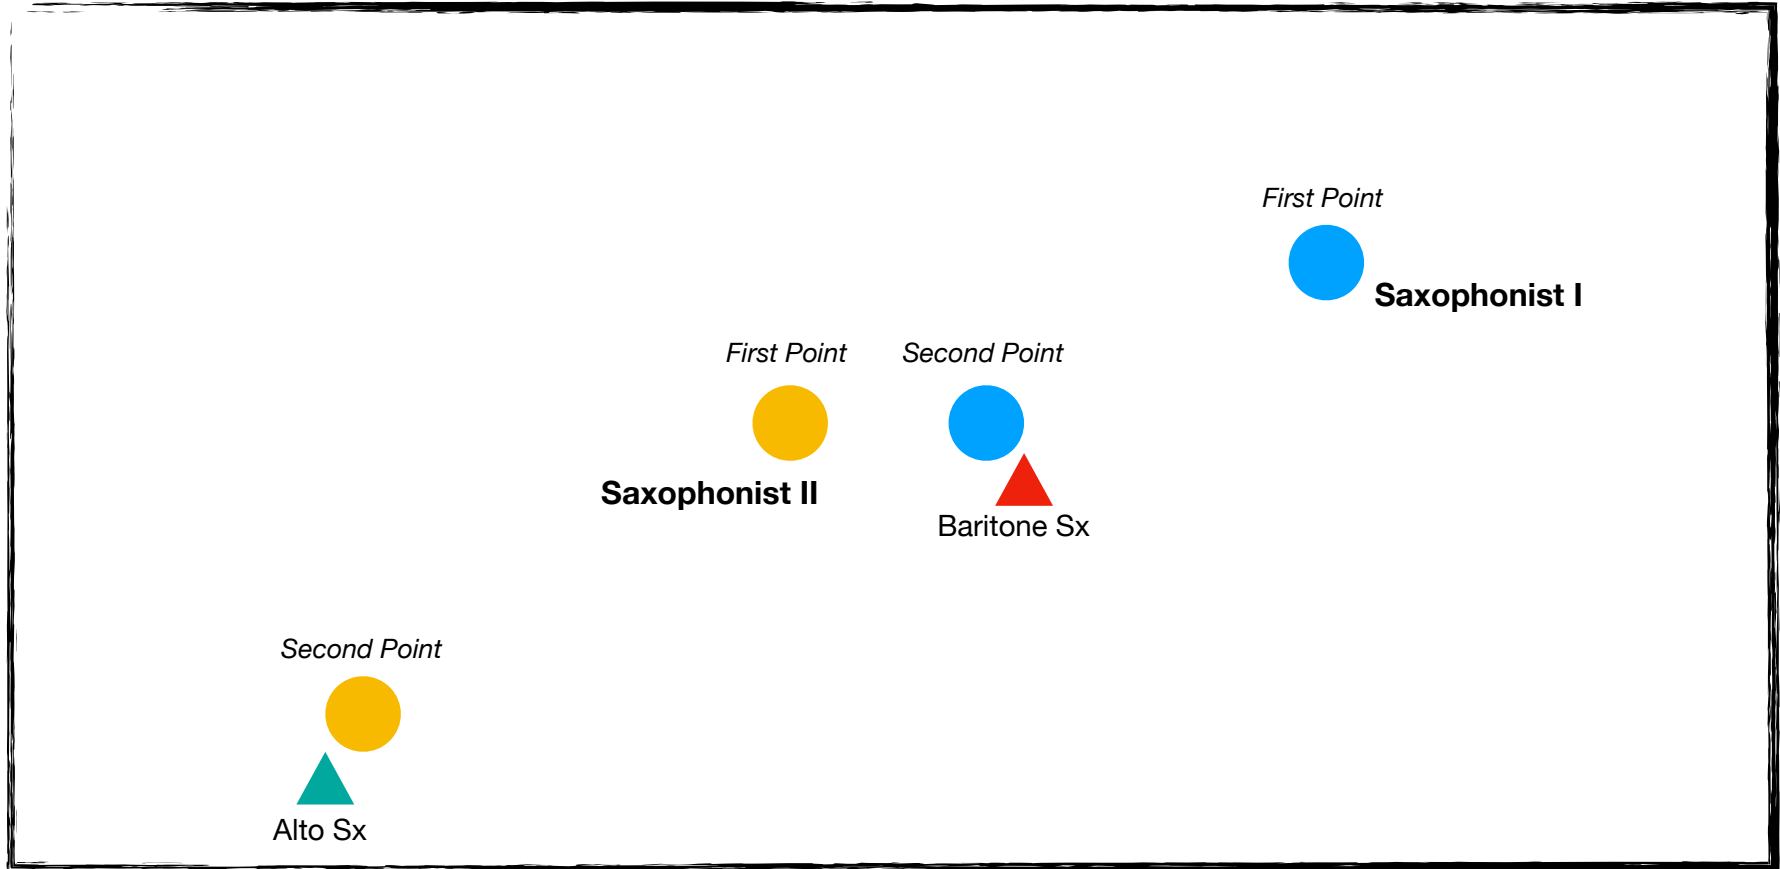 First Point
Saxophonist I
First Point
Second Point
Saxophonist II
Baritone Sx
Second Point
Alto Sx